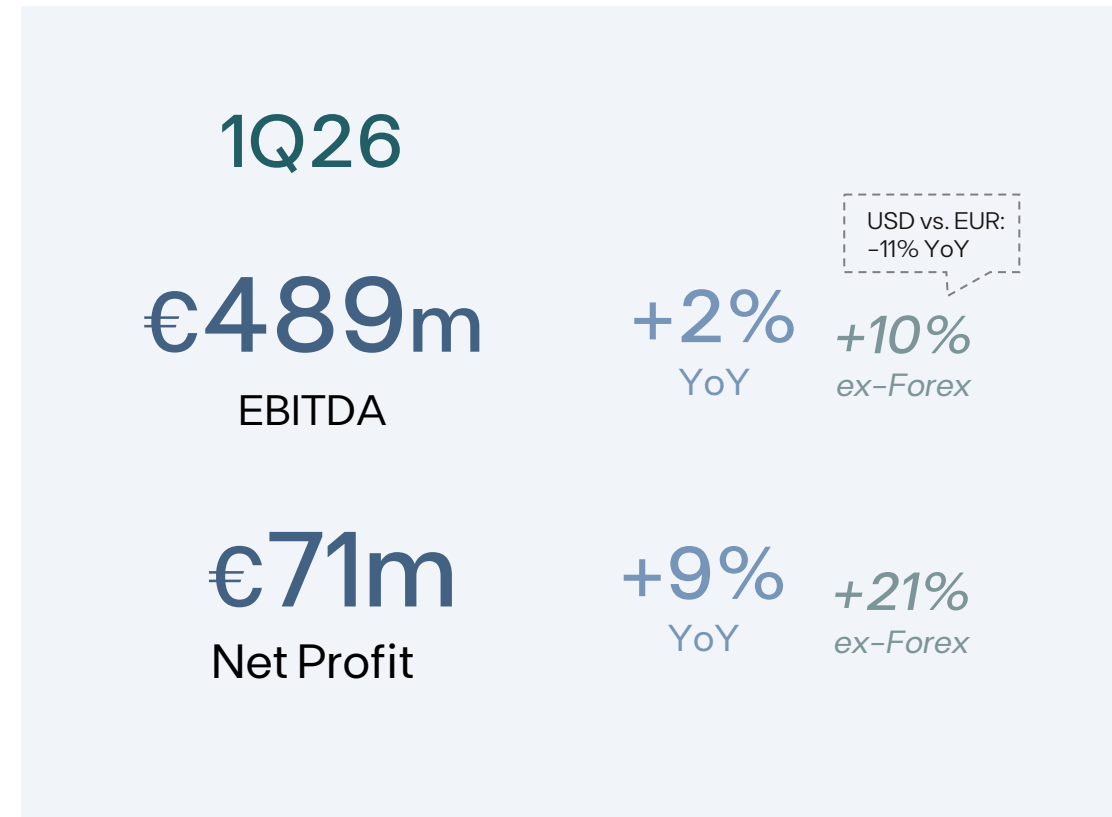 1Q26
USD vs. EUR:
-11% YoY
€489m
+2%
+10%
YoY
ex-Forex
EBITDA
€71m
+9%
+21%
YoY
ex-Forex
Net Profit